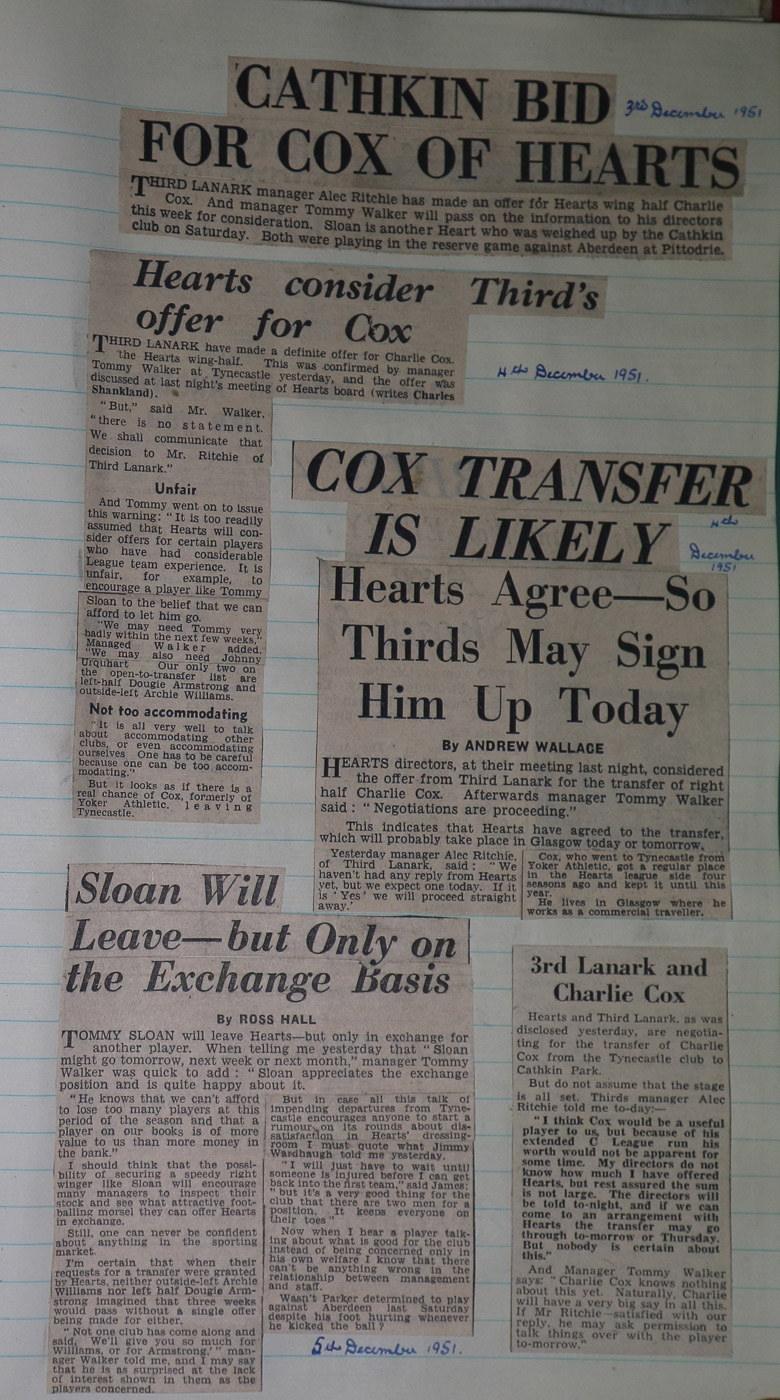 CATHKIN BID
3rd December 1951
FOR COX OF HEARTS
THIRD LANARK manager Alec Ritchie has made an offer for Hearts wing half Charlie
Cox. And manager Tommy Walker will pass on the information to his directors
this week for consideration. Sloan is another Heart who was weighed up by the Cathkin
club on Saturday. Both were playing in the reserve game against Aberdeen at Pittodrie.
Hearts consider Third's
offer for Cox
THIRD LANARK have made a definite offer for Charlie Cox,
the Hearts wing-half. This was confirmed by manager
Tommy Walker at Tynecastle yesterday, and the offer was
discussed at last night's meeting of Hearts board (writes Charles
Shankland).
4th December 1951.
"But," said Mr. Walker,
"there is no statement.
We shall communicate that
decision to Mr. Ritchie of
Third Lanark."
Unfair
And Tommy went on to issue
this warning: "It is too readily
assumed that Hearts will con-
sider offers for certain players
who have had considerable
League team experience. It is
unfair, for example, to
encourage a player like Tommy
Sloan to the belief that we can
afford to let him go.
"We may need Tommy very
badly within the next few weeks,"
Managed Walker added.
"We may also need Johnny
Urquhart Our only two on
the open-to-transfer list are
left-half Dougie Armstrong and
outside-left Archie Williams.
Not too accommodating
"It is all very well to talk
about accommodating other
clubs, or even accommodating
ourselves One has to be careful
because one can be too accom-
modating."
But it looks as if there is a
real chance of Cox, formerly of
Yoker Athletic, leaving
Tynecastle.
COX TRANSFER
IS LIKELY
4th
December
1951
Hearts Agree—So
Thirds May Sign
Him Up Today
By ANDREW WALLACE
HEARTS directors, at their meeting last night, considered
the offer from Third Lanark for the transfer of right
half Charlie Cox. Afterwards manager Tommy Walker
said: "Negotiations are proceeding."
This indicates that Hearts have agreed to the transfer,
which will probably take place in Glasgow today or tomorrow.
Yesterday manager Alec Ritchie,
of Third Lanark, said: "We
haven't had any reply from Hearts
yet, but we expect one today. If it
is 'Yes' we will proceed straight
away.'
Cox, who went to Tynecastle from
Yoker Athletic, got a regular place
in the Hearts league side four
seasons ago and kept it until this
year.
He lives in Glasgow where he
works as a commercial traveller.
Sloan Will
Leave—but Only on
the Exchange Basis
By ROSS HALL
TOMMY SLOAN will leave Hearts—but only in exchange for
another player. When telling me yesterday that "Sloan
might go tomorrow, next week or next month," manager Tommy
Walker was quick to add: "Sloan appreciates the exchange
position and is quite happy about it.
"He knows that we can't afford
to lose too many players at this
period of the season and that a
player on our books is of more
value to us than more money in
the bank."
I should think that the possi-
bility of securing a speedy right
winger like Sloan will encourage
many managers to inspect their
stock and see what attractive foot-
balling morsel they can offer Hearts
in exchange.
Still, one can never be confident
about anything in the sporting
market.
I'm certain that when their
requests for a transfer were granted
by Hearts, neither outside-left Archie
Williams nor left half Dougie Arm-
strong imagined that three weeks
would pass without a single offer
being made for either.
"Not one club has come along and
said, 'We'll give you so much for
Williams, or for Armstrong,'" man-
ager Walker told me, and I may say
that he is as surprised at the lack
of interest shown in them as the
players concerned.
But in case all this talk of
impending departures from Tyne-
castle encourages anyone to start a
rumour on its rounds about dis-
satisfaction in Hearts' dressing-
room I must quote what Jimmy
Wardhaugh told me yesterday.
"I will just have to wait until
someone is injured before I can get
back into the first team," said James;
"but it's a very good thing for the
club that there are two men for a
position. It keeps everyone on
their toes"
Now when I hear a player talk-
ing about what is good for the club
instead of being concerned only in
his own welfare I know that there
can't be anything wrong in the
relationship between management
and staff.
Wasn't Parker determined to play
against Aberdeen last Saturday
despite his foot hurting whenever
he kicked the ball?
5th December 1951.
3rd Lanark and
Charlie Cox
Hearts and Third Lanark, as was
disclosed yesterday, are negotia-
ting for the transfer of Charlie
Cox from the Tynecastle club to
Cathkin Park.
But do not assume that the stage
is all set. Thirds manager Alec
Ritchie told me to-day:—
"I think Cox would be a useful
player to us, but because of his
extended C League run his
worth would not be apparent for
some time. My directors do not
know how much I have offered
Hearts, but rest assured the sum
is not large. The directors will
be told to-night, and if we can
come to an arrangement with
Hearts the transfer may go
through to-morrow or Thursday.
But nobody is certain about
this."
And Manager Tommy Walker
says: "Charlie Cox knows nothing
about this yet. Naturally, Charlie
will have a very big say in all this.
If Mr Ritchie—satisfied with our
reply, he may ask permission to
talk things over with the player
to-morrow."